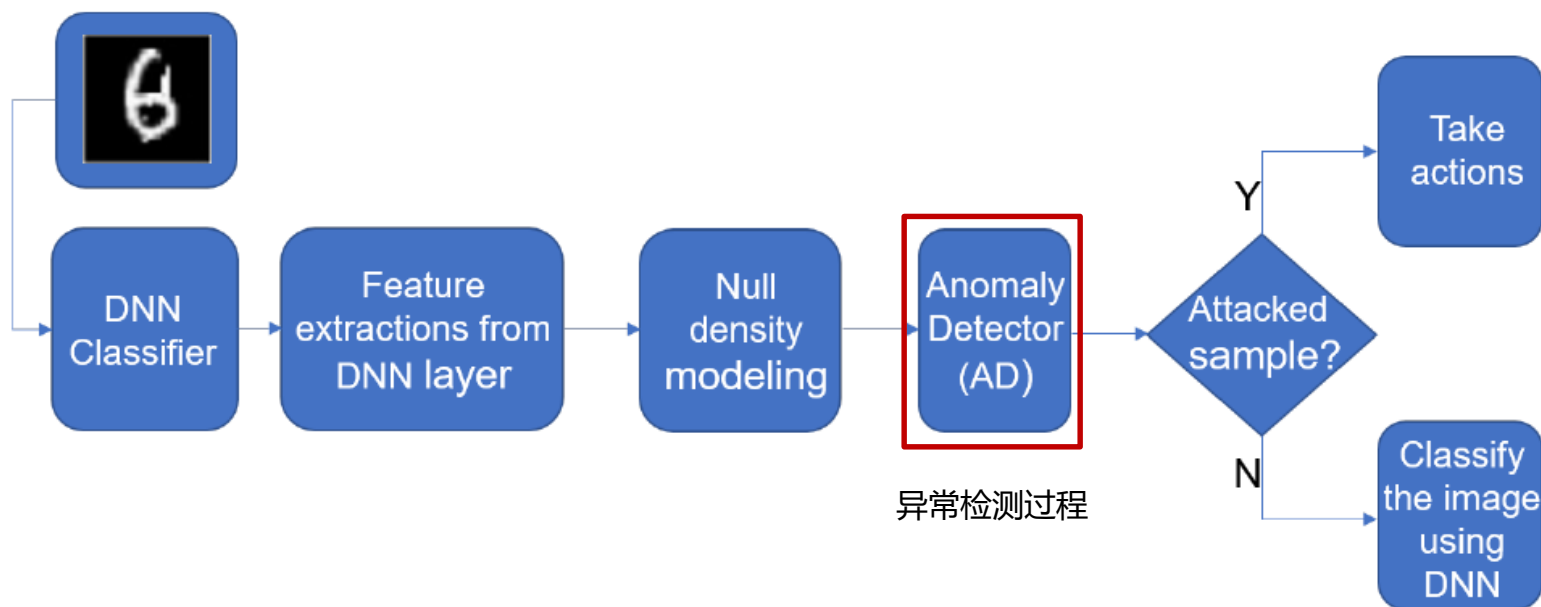 DNN
Classifier
Feature
extractions from
DNN layer
Null
density
modeling
Anomaly
Detector
(AD)
异常检测过程
Attacked
sample?
Y
Take
actions
N
Classify
the image
using
DNN